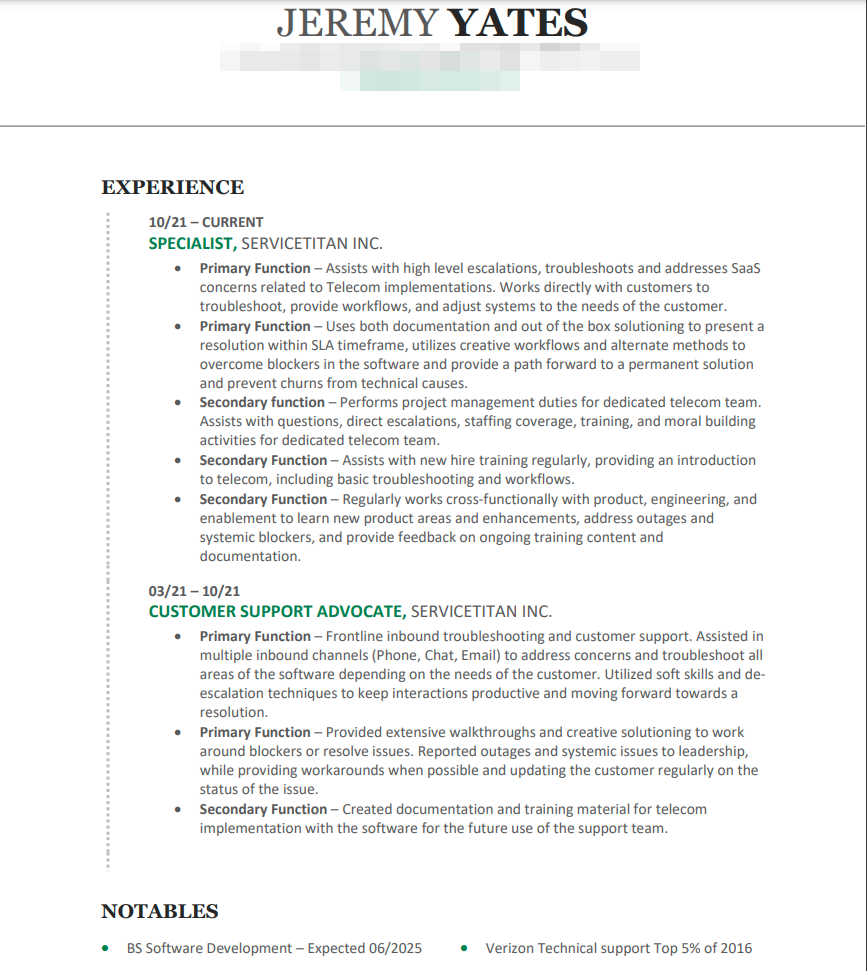 JEREMY YATES
EXPERIENCE
10/21 – CURRENT
SPECIALIST, SERVICETITAN INC.
• Primary Function – Assists with high level escalations, troubleshoots and addresses SaaS
concerns related to Telecom implementations. Works directly with customers to
troubleshoot, provide workflows, and adjust systems to the needs of the customer.
• Primary Function – Uses both documentation and out of the box solutioning to present a
resolution within SLA timeframe, utilizes creative workflows and alternate methods to
overcome blockers in the software and provide a path forward to a permanent solution
and prevent churns from technical causes.
• Secondary function – Performs project management duties for dedicated telecom team.
Assists with questions, direct escalations, staffing coverage, training, and moral building
activities for dedicated telecom team.
• Secondary Function – Assists with new hire training regularly, providing an introduction
to telecom, including basic troubleshooting and workflows.
• Secondary Function – Regularly works cross-functionally with product, engineering, and
enablement to learn new product areas and enhancements, address outages and
systemic blockers, and provide feedback on ongoing training content and
documentation.
03/21 – 10/21
CUSTOMER SUPPORT ADVOCATE, SERVICETITAN INC.
• Primary Function – Frontline inbound troubleshooting and customer support. Assisted in
multiple inbound channels (Phone, Chat, Email) to address concerns and troubleshoot all
areas of the software depending on the needs of the customer. Utilized soft skills and de-
escalation techniques to keep interactions productive and moving forward towards a
resolution.
• Primary Function – Provided extensive walkthroughs and creative solutioning to work
around blockers or resolve issues. Reported outages and systemic issues to leadership,
while providing workarounds when possible and updating the customer regularly on the
status of the issue.
• Secondary Function – Created documentation and training material for telecom
implementation with the software for the future use of the support team.
NOTABLES
• BS Software Development – Expected 06/2025
• Verizon Technical support Top 5% of 2016